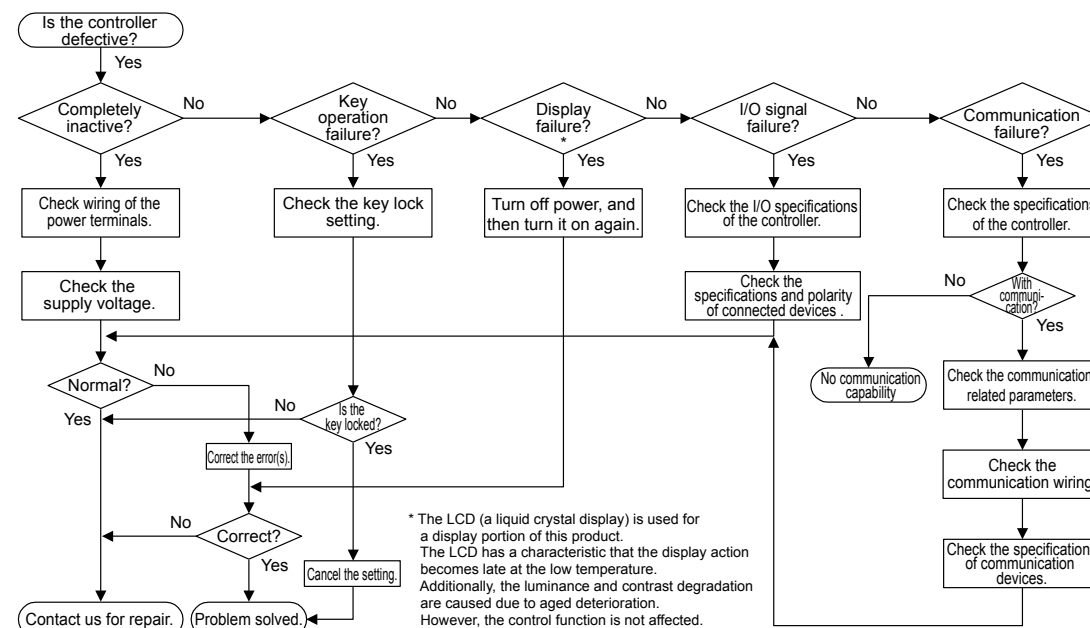 Is the controller
defective?
Yes
Completely
inactive?
No
Key
operation
failure?
No
Display
failure?
*
No
I/O signal
failure?
No
Communication
failure?
Yes
Yes
Yes
Yes
Yes
Check wiring of the
power terminals.
Check the key lock
setting.
Turn off power, and
then turn it on again.
Check the I/O specifications
of the controller.
Check the specifications
of the controller.
Check the
supply voltage.
Check the
specifications and polarity
of connected devices .
No
With
communi-
cation?
Yes
No communication
capability
Check the communication
related parameters.
Normal?
No
Yes
No
Is the
key locked?
Yes
Correct the error(s).
Check the
communication wiring
No
Correct?
Yes
Cancel the setting.
Check the specification
of communication
devices.
* The LCD (a liquid crystal display) is used for
a display portion of this product.
The LCD has a characteristic that the display action
becomes late at the low temperature.
Additionally, the luminance and contrast degradation
are caused due to aged deterioration.
However, the control function is not affected.
Contact us for repair.
Problem solved.